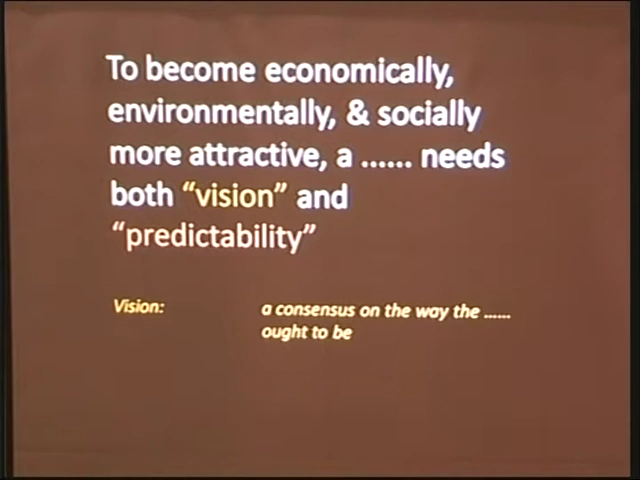 To become economically,
environmentally, & socially
more attractive, a ...... needs
both “vision” and
“predictability”
Vision: a consensus on the way the ......
ought to be